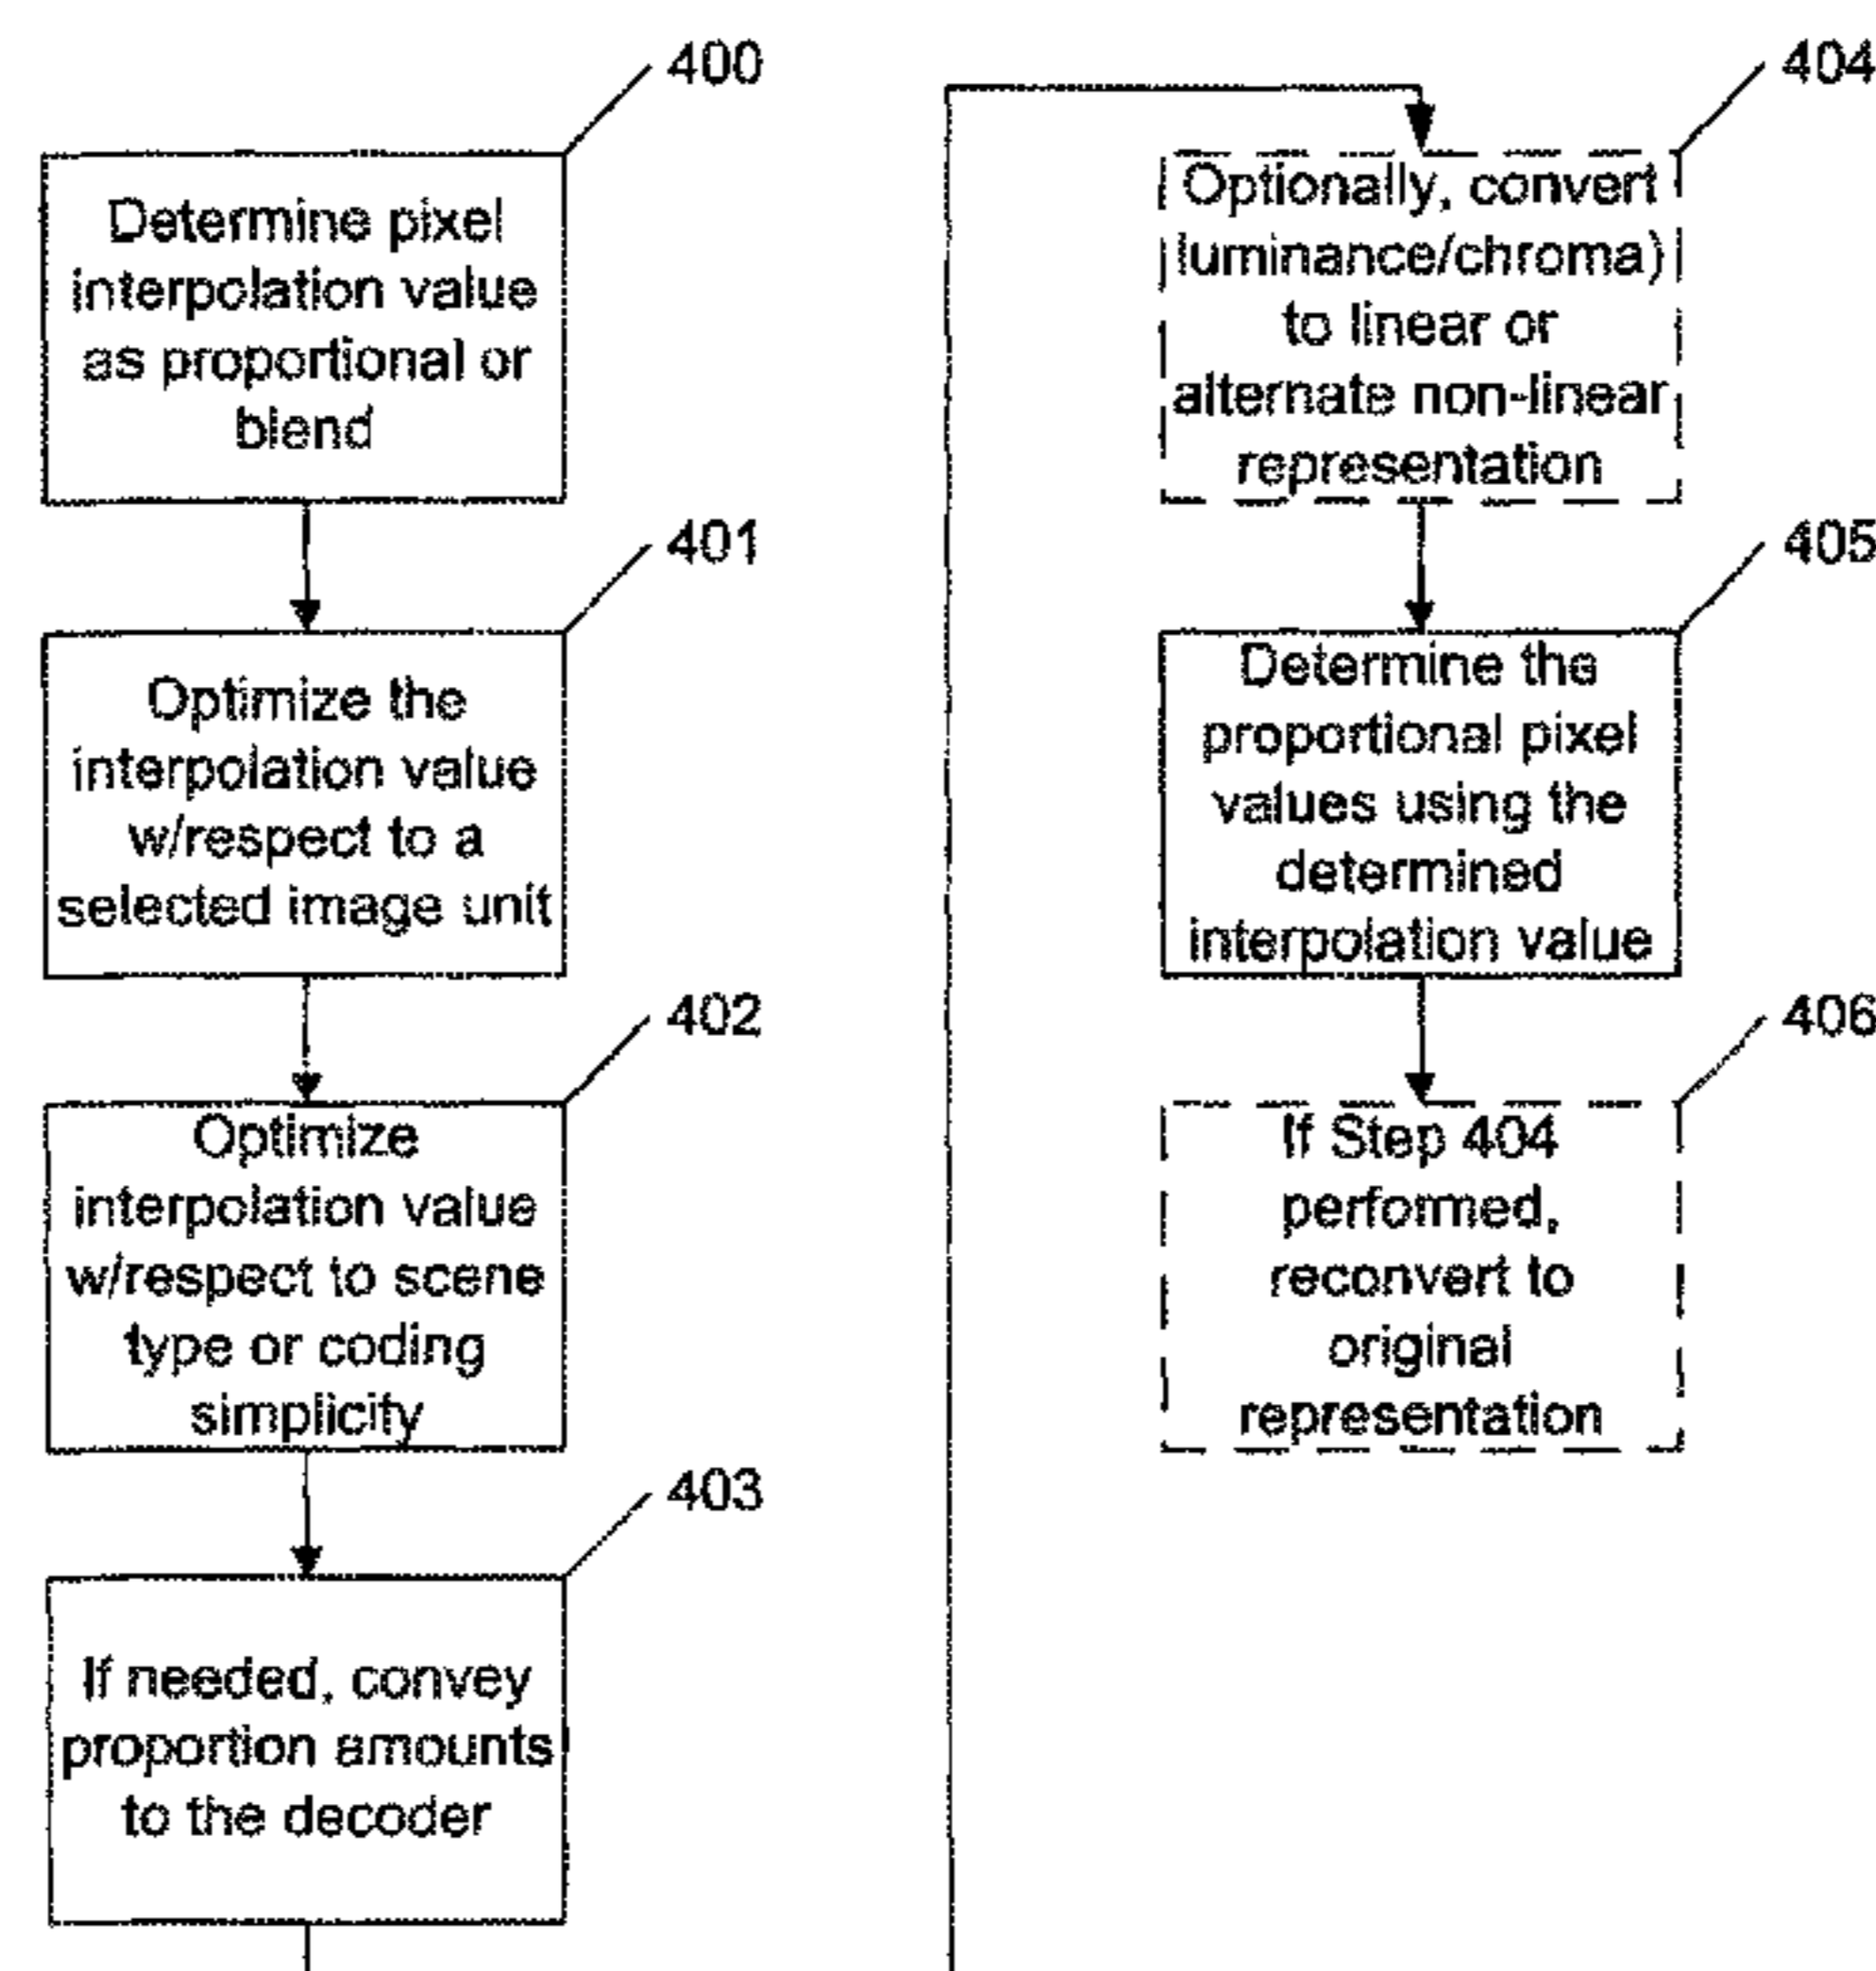 400
Determine pixel
interpolation value
as proportional or
blend
401
Optimize the
interpolation value
w/respect to a
selected image unit
402
Optimize
interpolation value
w/respect to scene
type or coding
simplicity
403
If needed, convey
proportion amounts
to the decoder
404
Optionally, convert
luminance/chroma)
to linear or
alternate non-linear
representation
405
Determine the
proportional pixel
values using the
determined
interpolation value
406
If Step 404
performed,
reconvert to
original
representation